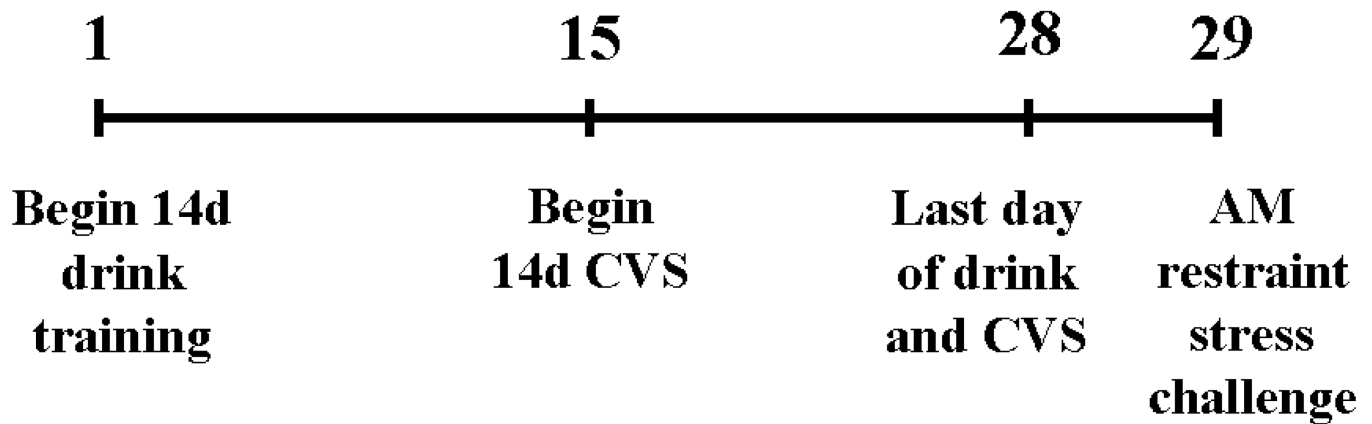 1 15 28 29
Begin 14d
drink
training
Begin
14d CVS
Last day
of drink
and CVS
AM
restraint
stress
challenge